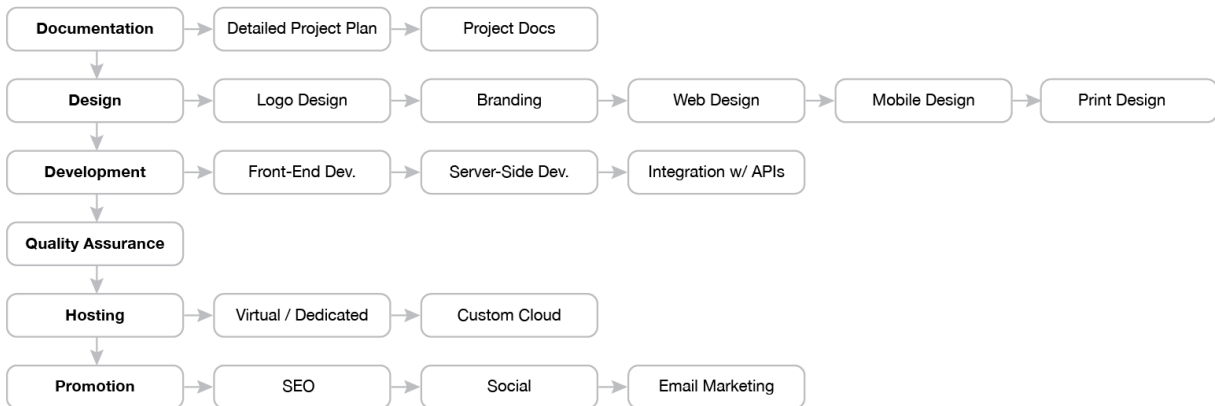 Documentation
Detailed Project Plan
Project Docs
Design
Logo Design
Branding
Web Design
Mobile Design
Print Design
Development
Front-End Dev.
Server-Side Dev.
Integration w/ APIs
Quality Assurance
Hosting
Virtual / Dedicated
Custom Cloud
Promotion
SEO
Social
Email Marketing